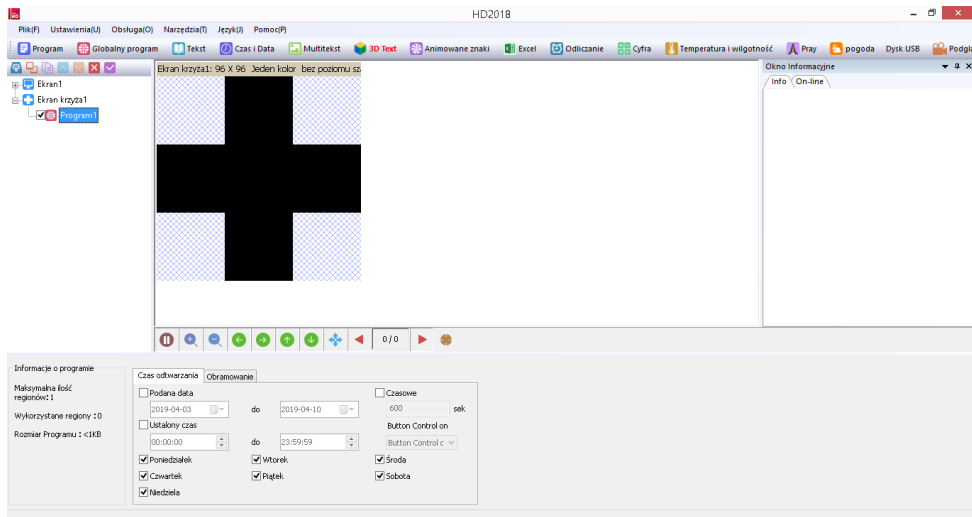 HD2018
Plik(F) Ustawienia(U) Obsługa(O) Narzędzia(T) Język(J) Pomoc(P)
Program Globalny program Tekst Czas i Data Multitekst 3D Text Animowane znaki Excel Odliczanie Cyfra Temperatura i wilgotność Pray pogoda Dysk USB Podglą
Ekran1
Ekran krzyża1
Program1
Ekran krzyża1: 96 X 96 Jeden kolor bez poziomu sza
Okno Informacyjne
Info On-line
0/0
Informacje o programie
Maksymalna ilość
regionów:1
Wykorzystane regiony :0
Rozmiar Programu : <1KB
Czas odtwarzania Obramowanie
Podana data Czasowe
2019-04-03 do 2019-04-10 600 sek
Ustalony czas Button Control on
00:00:00 do 23:59:59 Button Control c
Poniedziałek Wtorek Środa
Czwartek Piątek Sobota
Niedziela